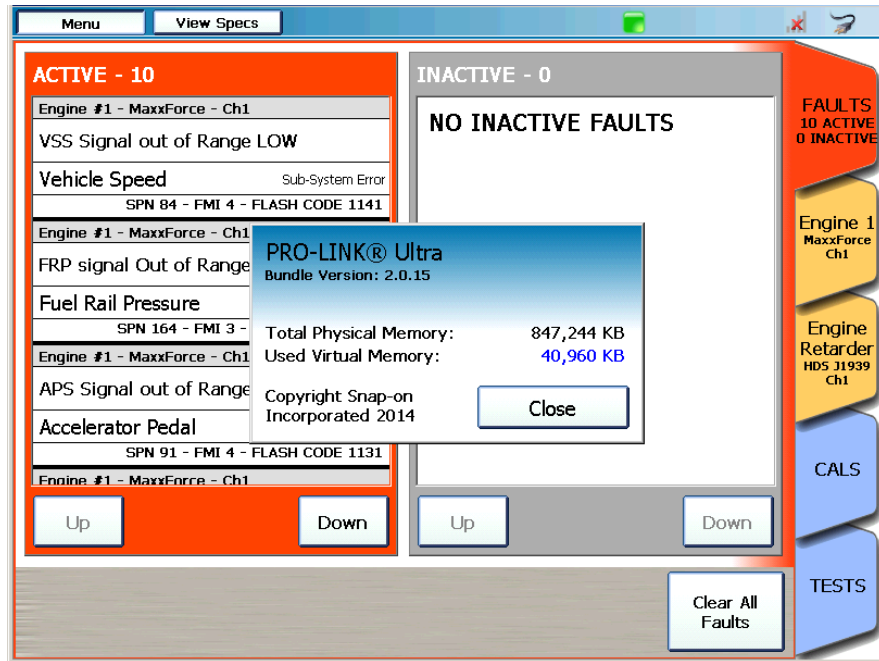 Menu
View Specs
ACTIVE - 10
Engine #1 - MaxxForce - Ch1
VSS Signal out of Range LOW
Vehicle Speed Sub-System Error
SPN 84 - FMI 4 - FLASH CODE 1141
Engine #1 - MaxxForce - Ch1
FRP signal Out of Range
Fuel Rail Pressure
SPN 164 - FMI 3 -
Engine #1 - MaxxForce - Ch1
APS Signal out of Range
Accelerator Pedal
SPN 91 - FMI 4 - FLASH CODE 1131
Engine #1 - MaxxForce - Ch1
Up
Down
INACTIVE - 0
NO INACTIVE FAULTS
Up
Down
PRO-LINK® Ultra
Bundle Version: 2.0.15
Total Physical Memory: 847,244 KB
Used Virtual Memory: 40,960 KB
Copyright Snap-on
Incorporated 2014
Close
FAULTS
10 ACTIVE
0 INACTIVE
Engine 1
MaxxForce
Ch1
Engine
Retarder
HDS J1939
Ch1
CALS
TESTS
Clear All
Faults